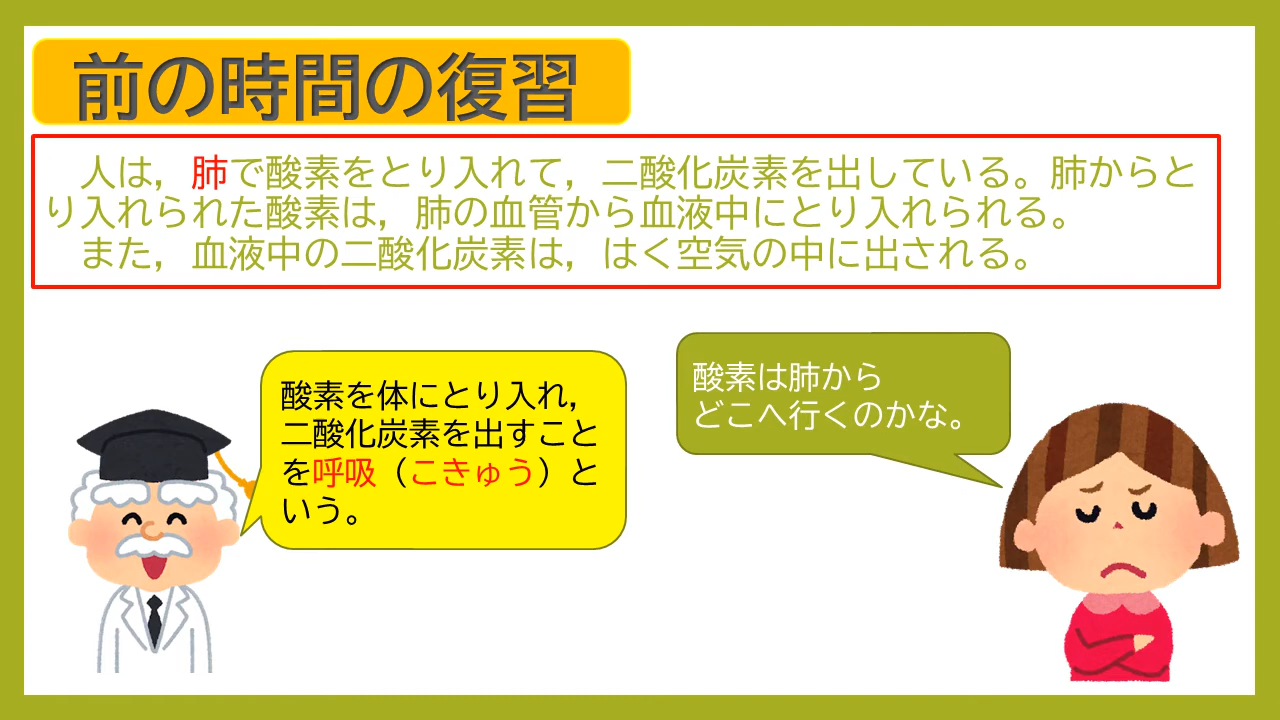 前の時間の復習
　人は，肺で酸素をとり入れて，二酸化炭素を出している。肺からと
り入れられた酸素は，肺の血管から血液中にとり入れられる。
　また，血液中の二酸化炭素は，はく空気の中に出される。
酸素を体にとり入れ，
二酸化炭素を出すこと
を呼吸（こきゅう）と
いう。
酸素は肺から
どこへ行くのかな。